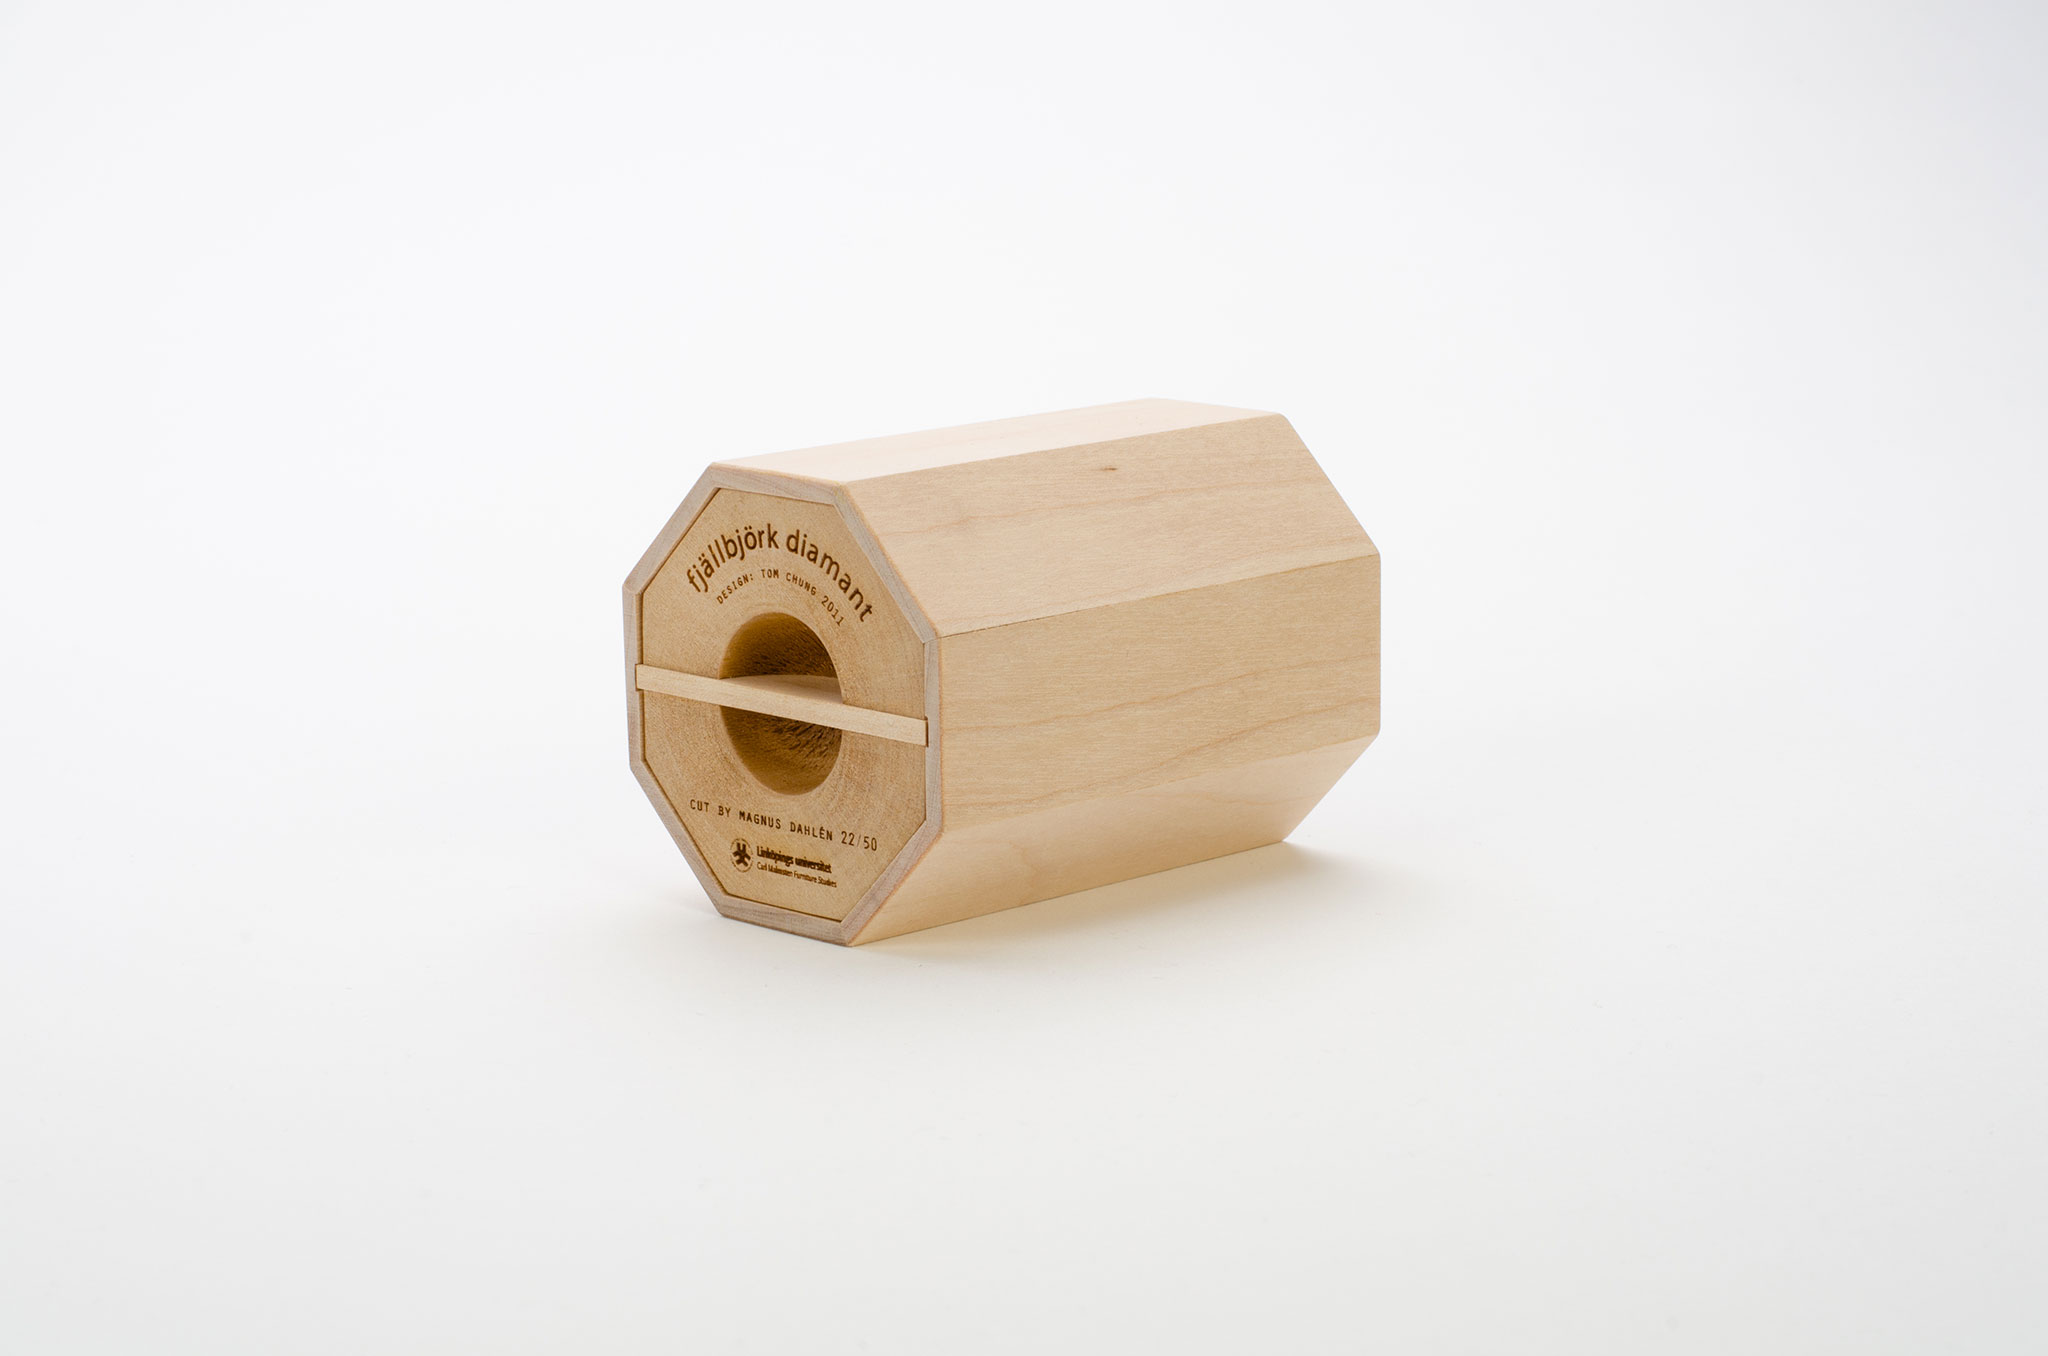 fjällbjörk diamant
DESIGN: TOM CHUNG 2011
CUT BY MAGNUS DAHLÉN 22/50
Linköpings universitet
Carl Malmsten Furniture Studies